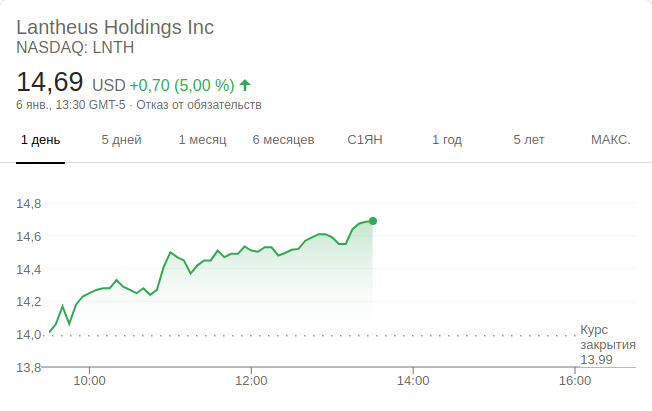 Lantheus Holdings Inc
NASDAQ: LNTH
14,69 USD +0,70 (5,00 %)
6 янв., 13:30 GMT-5 · Отказ от обязательств
1 день 5 дней 1 месяц 6 месяцев С1ЯН 1 год 5 лет МАКС.
14,8
14,6
14,4
14,2
14,0
13,8
Курс
закрытия
13,99
10:00 12:00 14:00 16:00